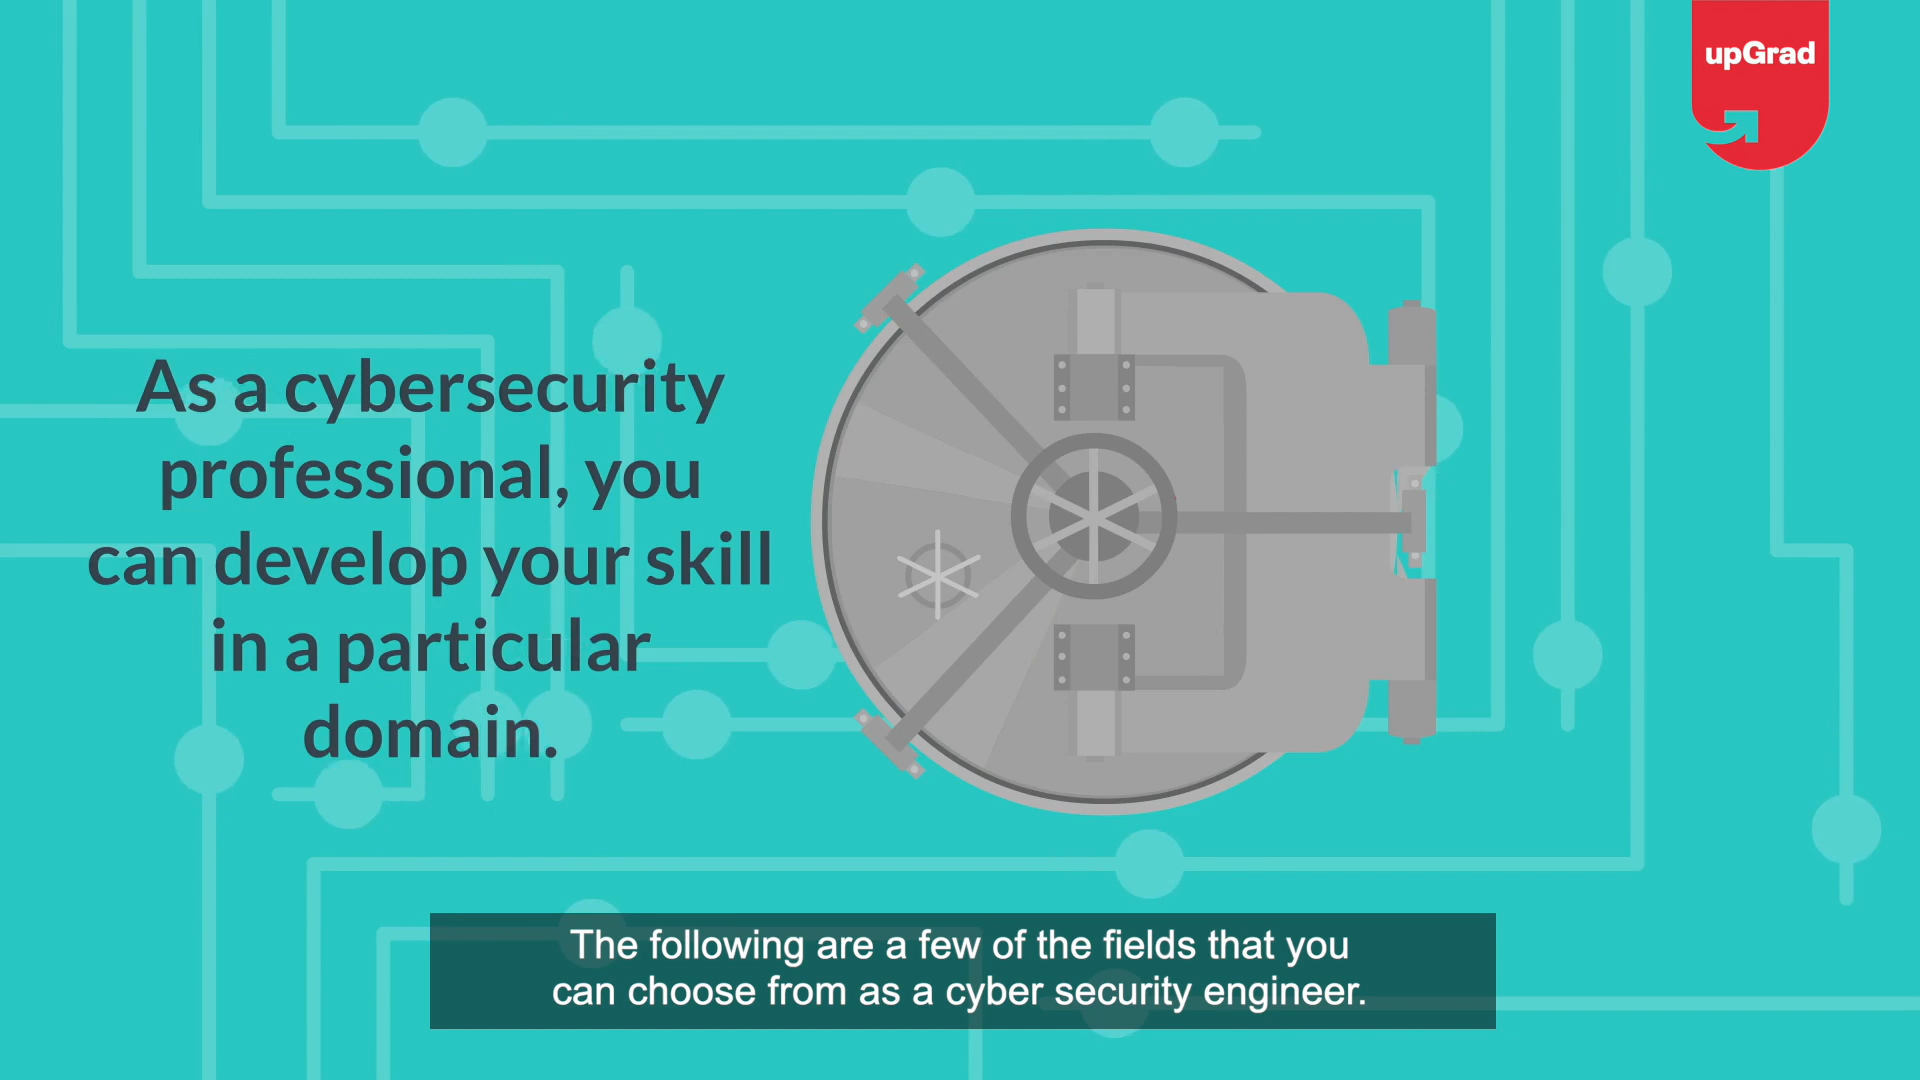 upGrad
As a cybersecurity
professional, you
can develop your skill
in a particular
domain.
The following are a few of the fields that you
can choose from as a cyber security engineer.